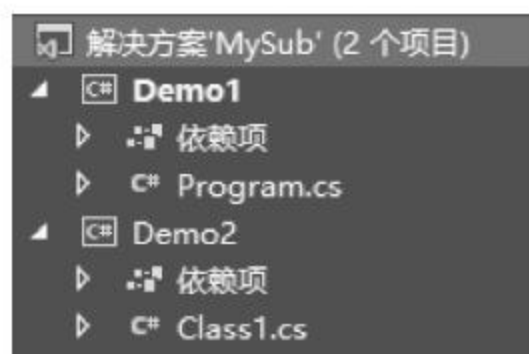 解决方案'MySub' (2 个项目)
C# Demo1
依赖项
C# Program.cs
C# Demo2
依赖项
C# Class1.cs